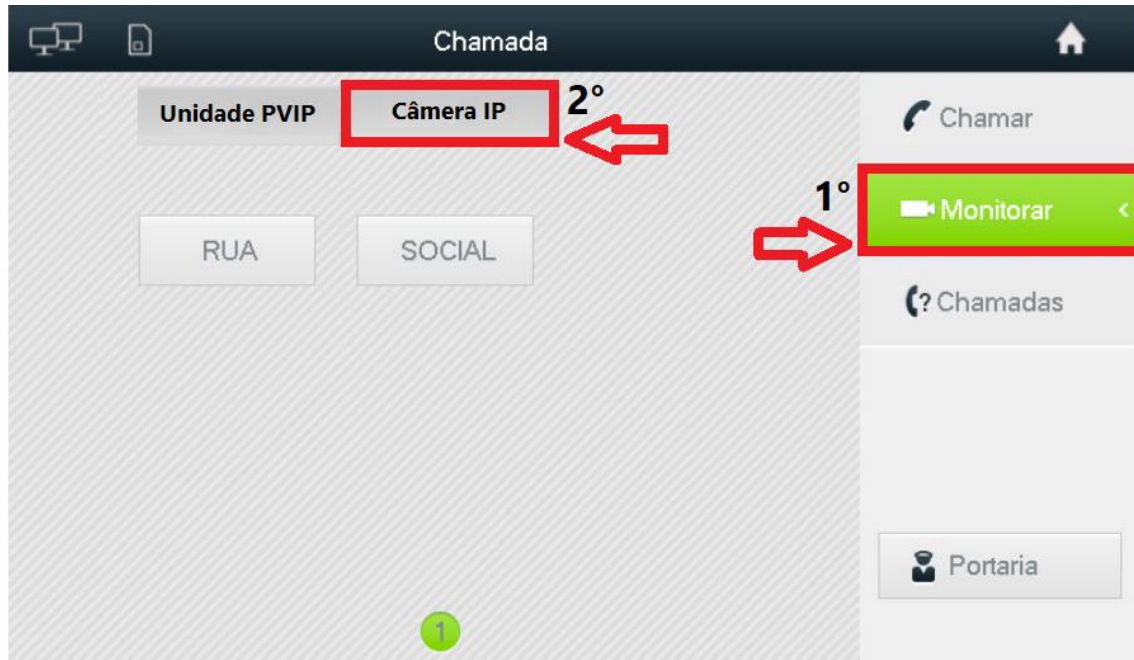 Chamada
Unidade PVIP
Câmera IP
2°
Chamar
1°
Monitorar <
RUA
SOCIAL
? Chamadas
Portaria
1